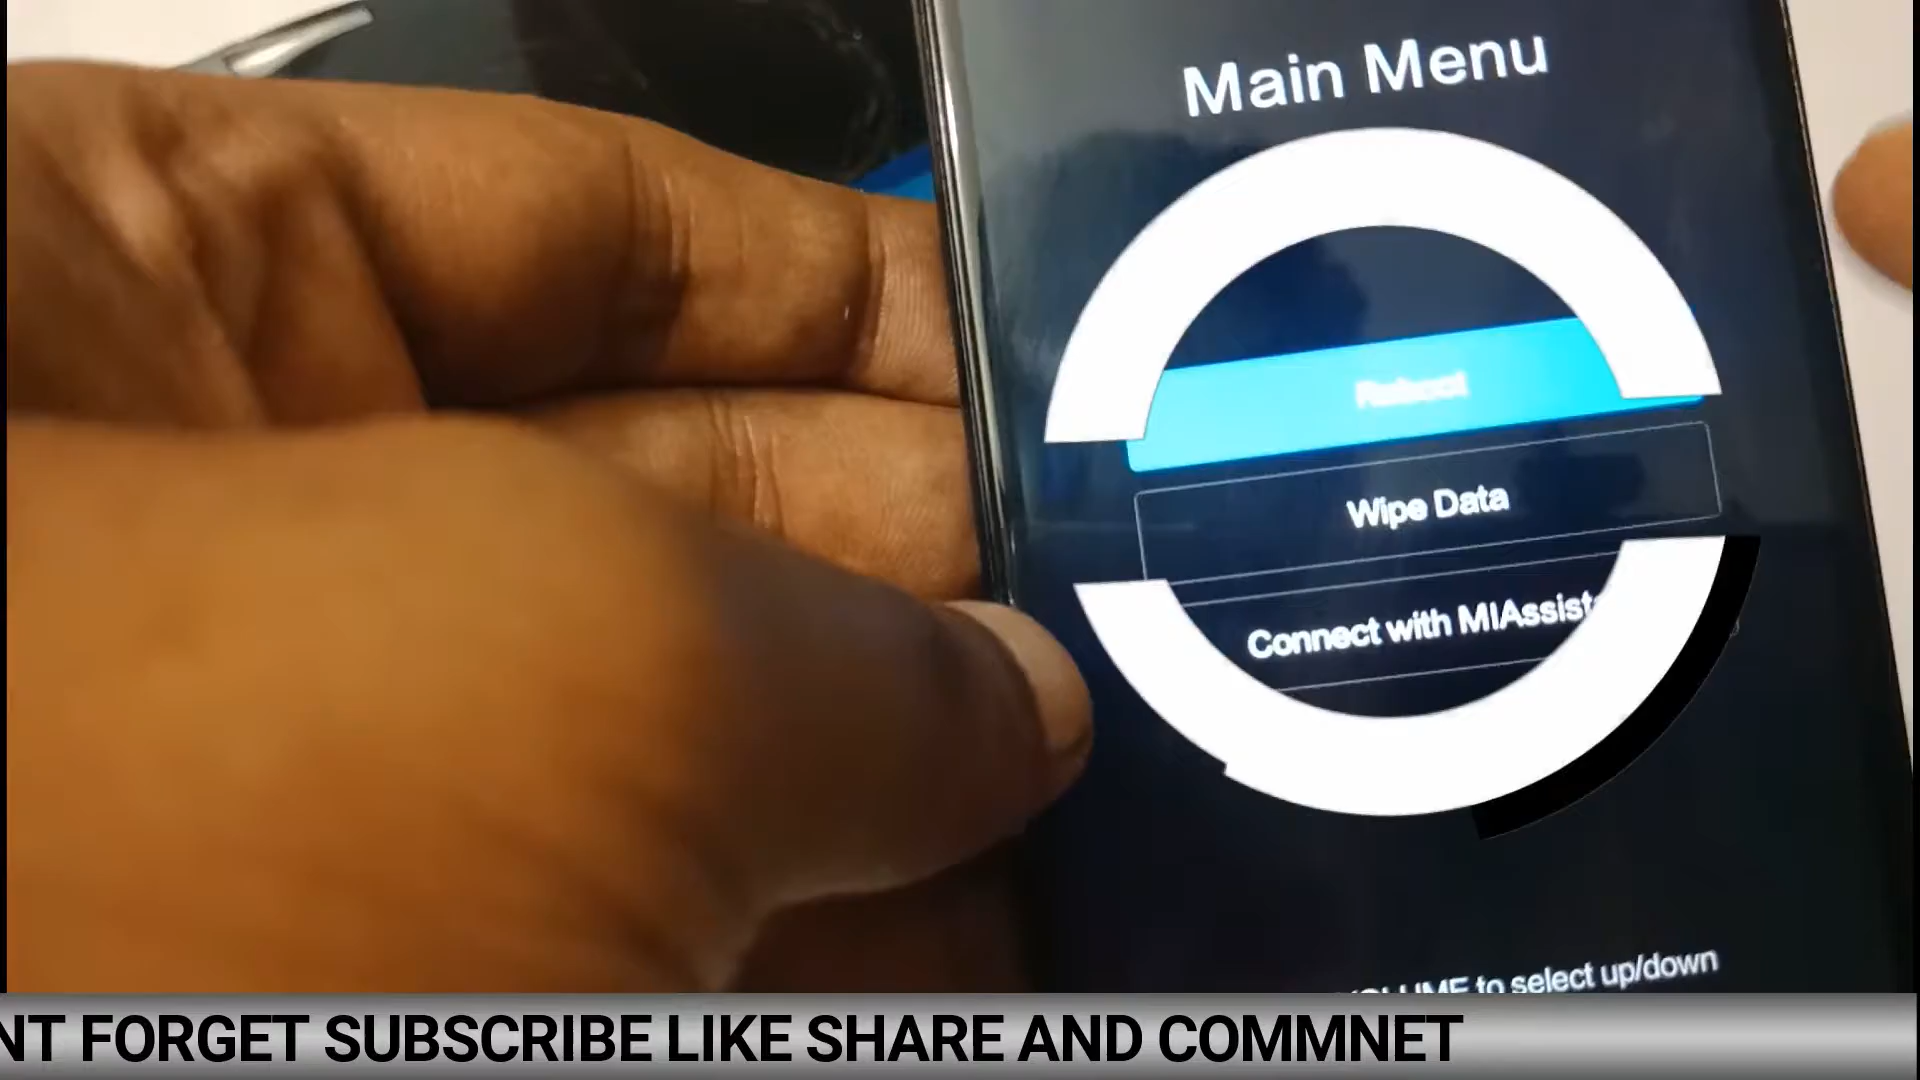 Main Menu
Reboot
Wipe Data
Connect with MIAssist
VOLUME to select up/down
NT FORGET SUBSCRIBE LIKE SHARE AND COMMNET